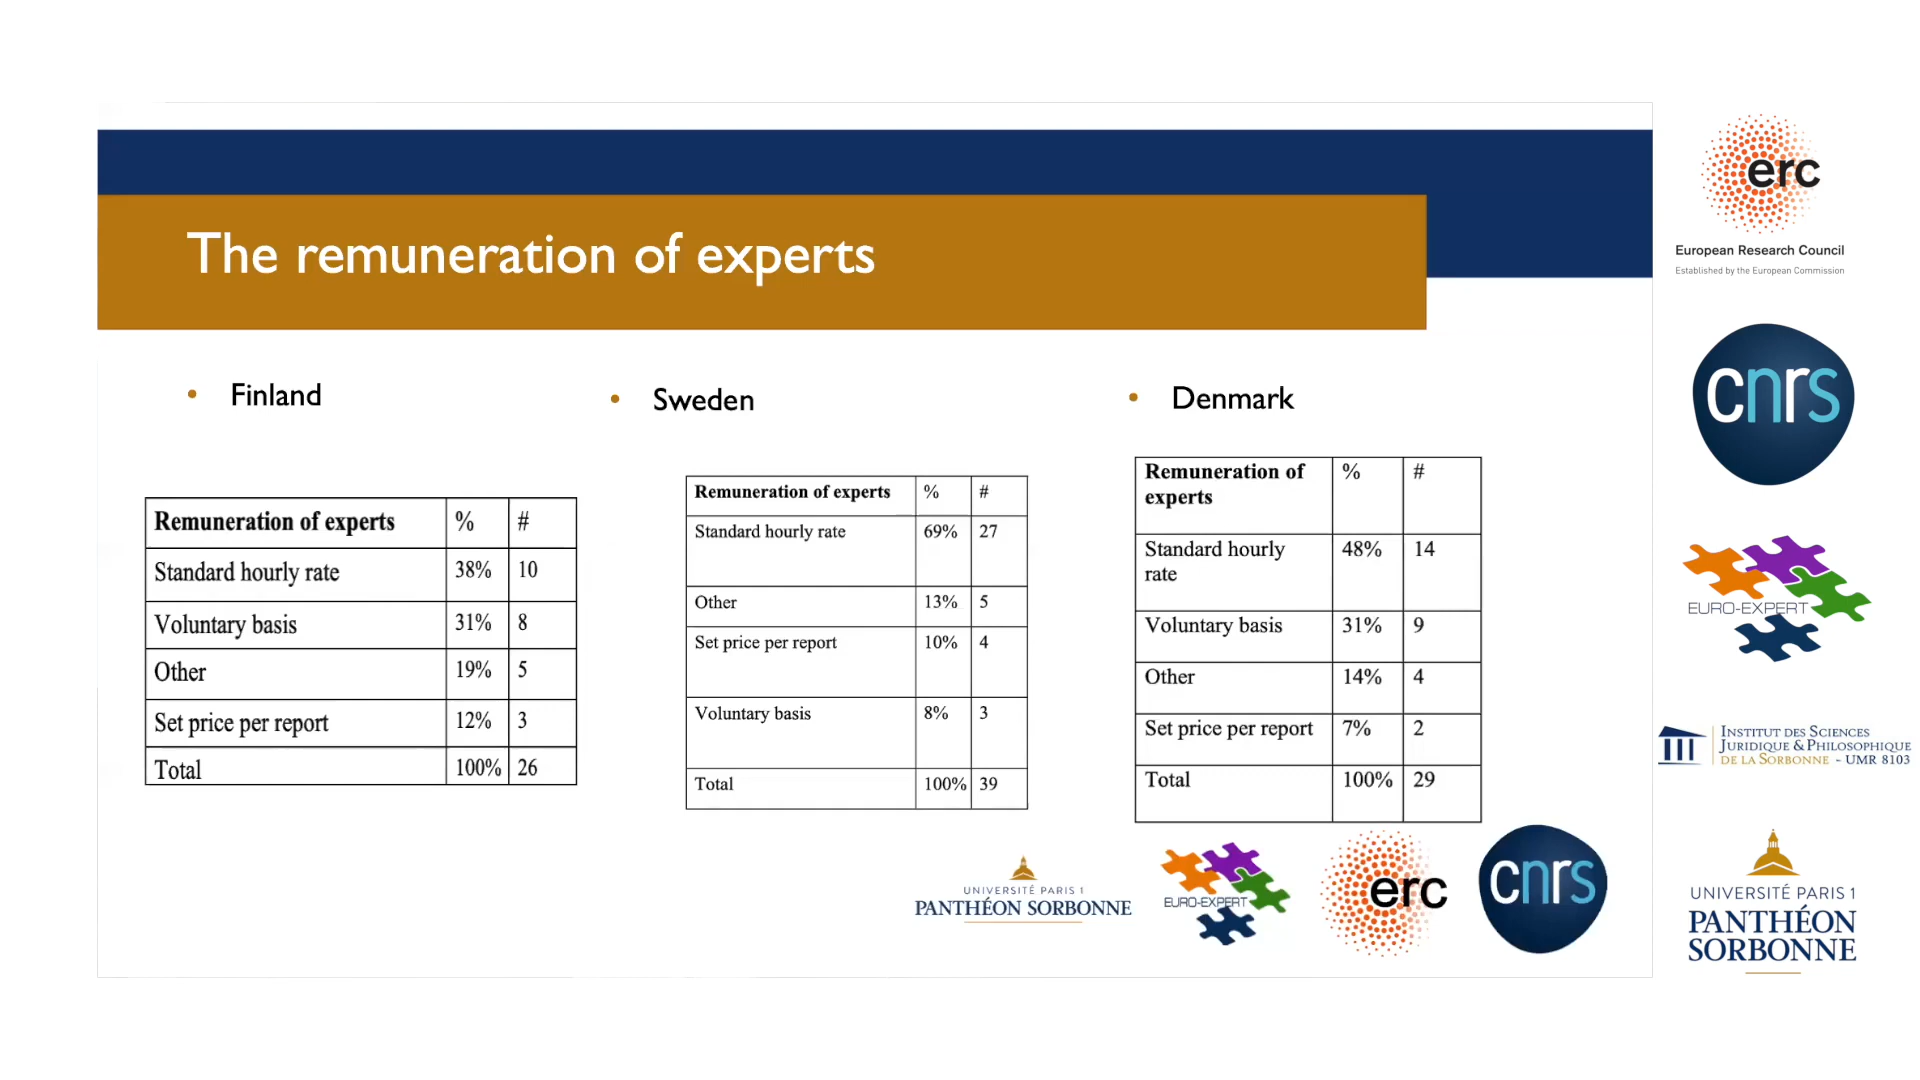 The remuneration of experts
• Finland
Remuneration of experts % #
Standard hourly rate 38% 10
Voluntary basis 31% 8
Other 19% 5
Set price per report 12% 3
Total 100% 26
• Sweden
Remuneration of experts % #
Standard hourly rate 69% 27
Other 13% 5
Set price per report 10% 4
Voluntary basis 8% 3
Total 100% 39
• Denmark
Remuneration of % #
experts
Standard hourly 48% 14
rate
Voluntary basis 31% 9
Other 14% 4
Set price per report 7% 2
Total 100% 29
UNIVERSITÉ PARIS 1
PANTHÉON SORBONNE
EURO-EXPERT
erc
cnrs
erc
European Research Council
Established by the European Commission
cnrs
EURO-EXPERT
INSTITUT DES SCIENCES
JURIDIQUE & PHILOSOPHIQUE
DE LA SORBONNE - UMR 8103
UNIVERSITÉ PARIS 1
PANTHÉON
SORBONNE